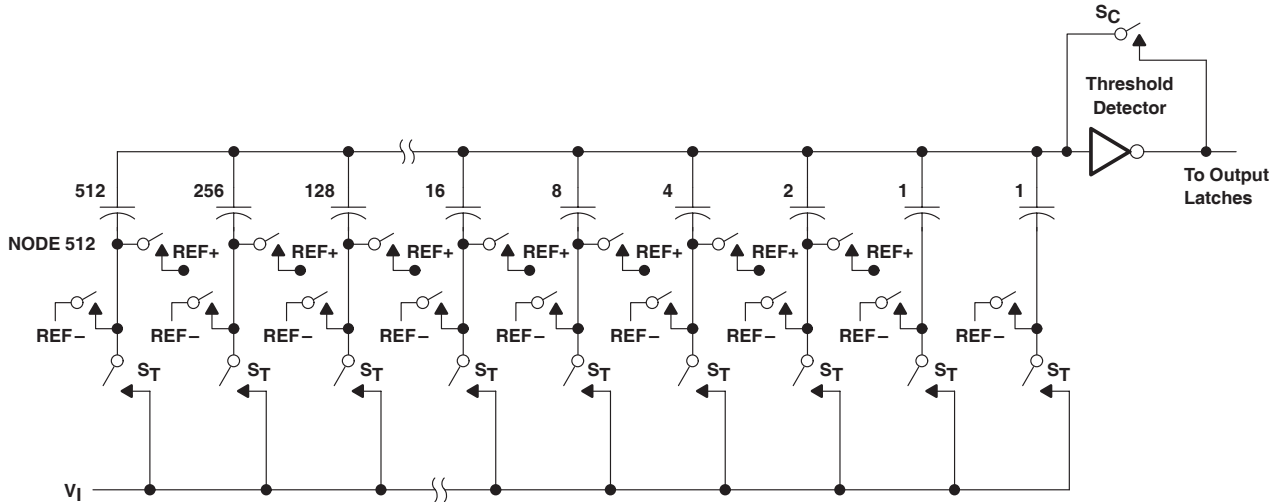 SC
Threshold
Detector
To Output
Latches
512 256 128 16 8 4 2 1 1
NODE 512 REF+ REF+ REF+ REF+ REF+ REF+ REF+
REF– REF– REF– REF– REF– REF– REF– REF– REF–
ST ST ST ST ST ST ST ST ST
VI